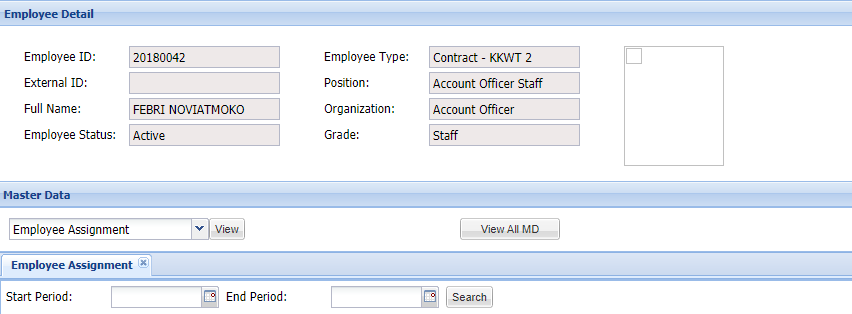 Employee Detail
Employee ID: 20180042 Employee Type: Contract - KKWT 2
External ID: Position: Account Officer Staff
Full Name: FEBRI NOVIATMOKO Organization: Account Officer
Employee Status: Active Grade: Staff
Master Data
Employee Assignment View View All MD
Employee Assignment
Start Period: End Period: Search